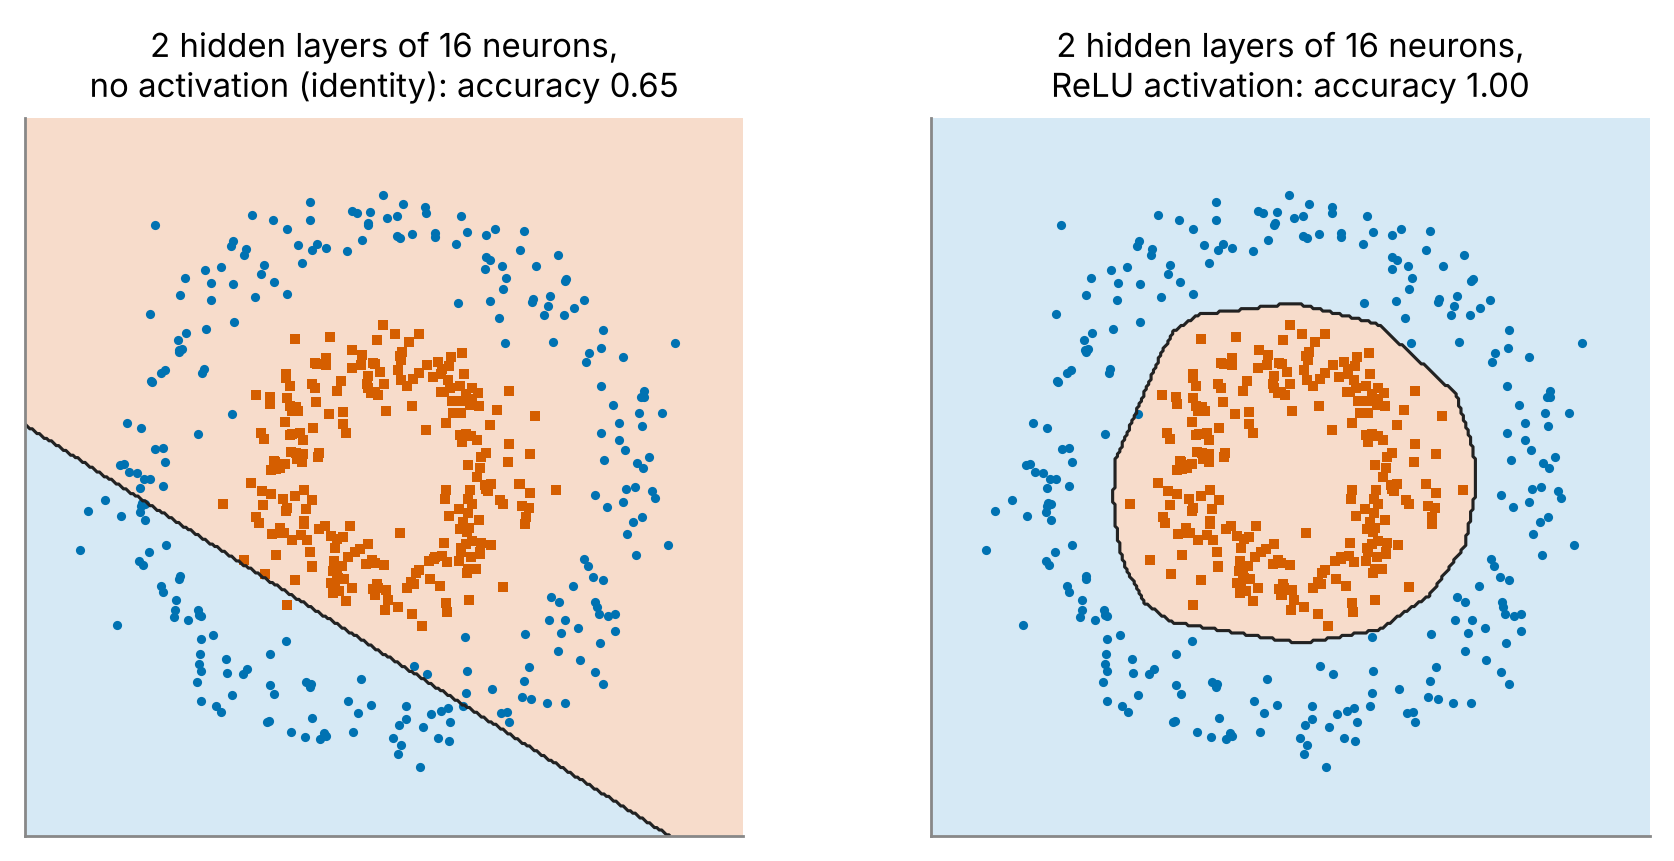 2 hidden layers of 16 neurons,
no activation (identity): accuracy 0.65
2 hidden layers of 16 neurons,
ReLU activation: accuracy 1.00